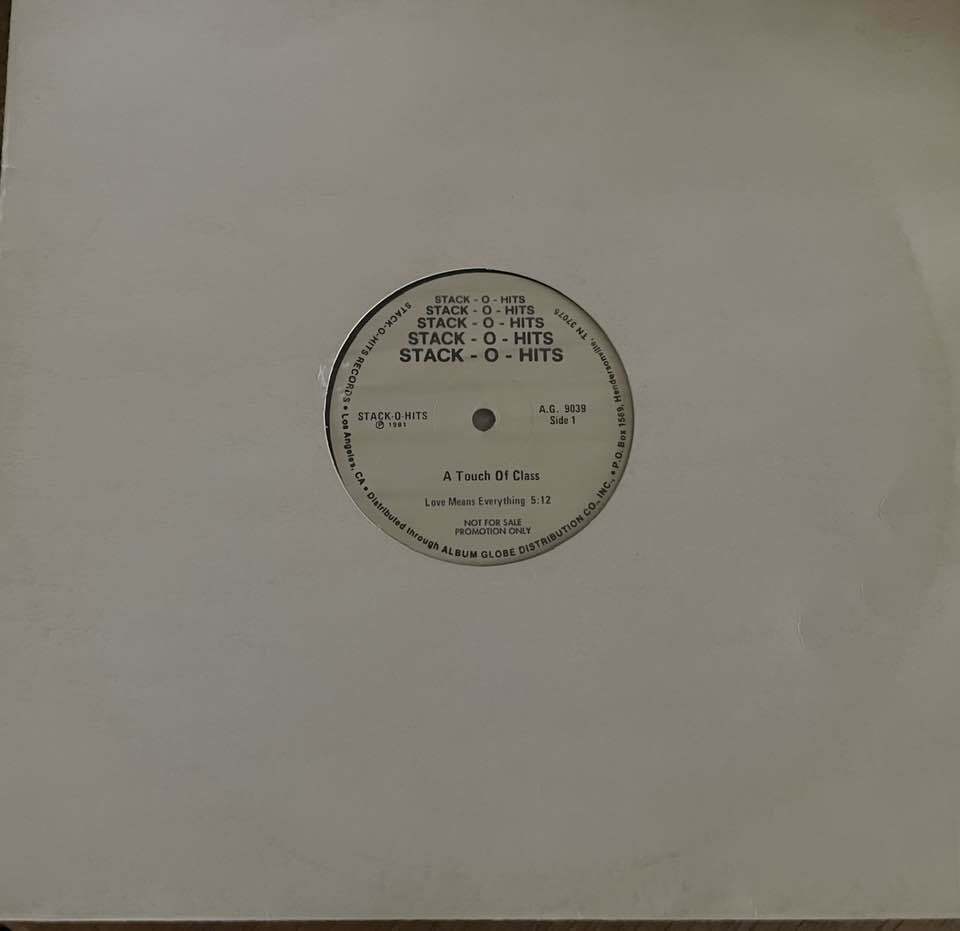 STACK - O - HITS
STACK - O - HITS
STACK - O - HITS
STACK - O - HITS
STACK - O - HITS
STACK-O-HITS
℗ 1981
A.G. 9039
Side 1
A Touch Of Class
Love Means Everything 5:12
NOT FOR SALE
PROMOTION ONLY
STACK-O-HITS RECORDS • Los Angeles, CA • Distributed through ALBUM GLOBE DISTRIBUTION CO., INC., • P.O. Box 1569, Hendersonville, TN 37075